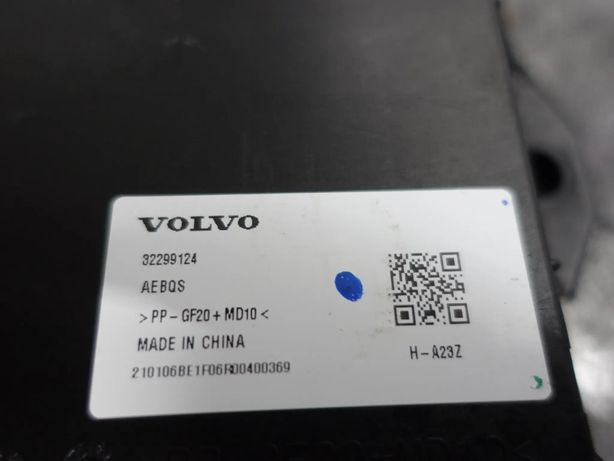 VOLVO
32299124
AEBQS
>PP-GF20+MD10<
MADE IN CHINA
H-A23Z
210106BE1F06R00400369